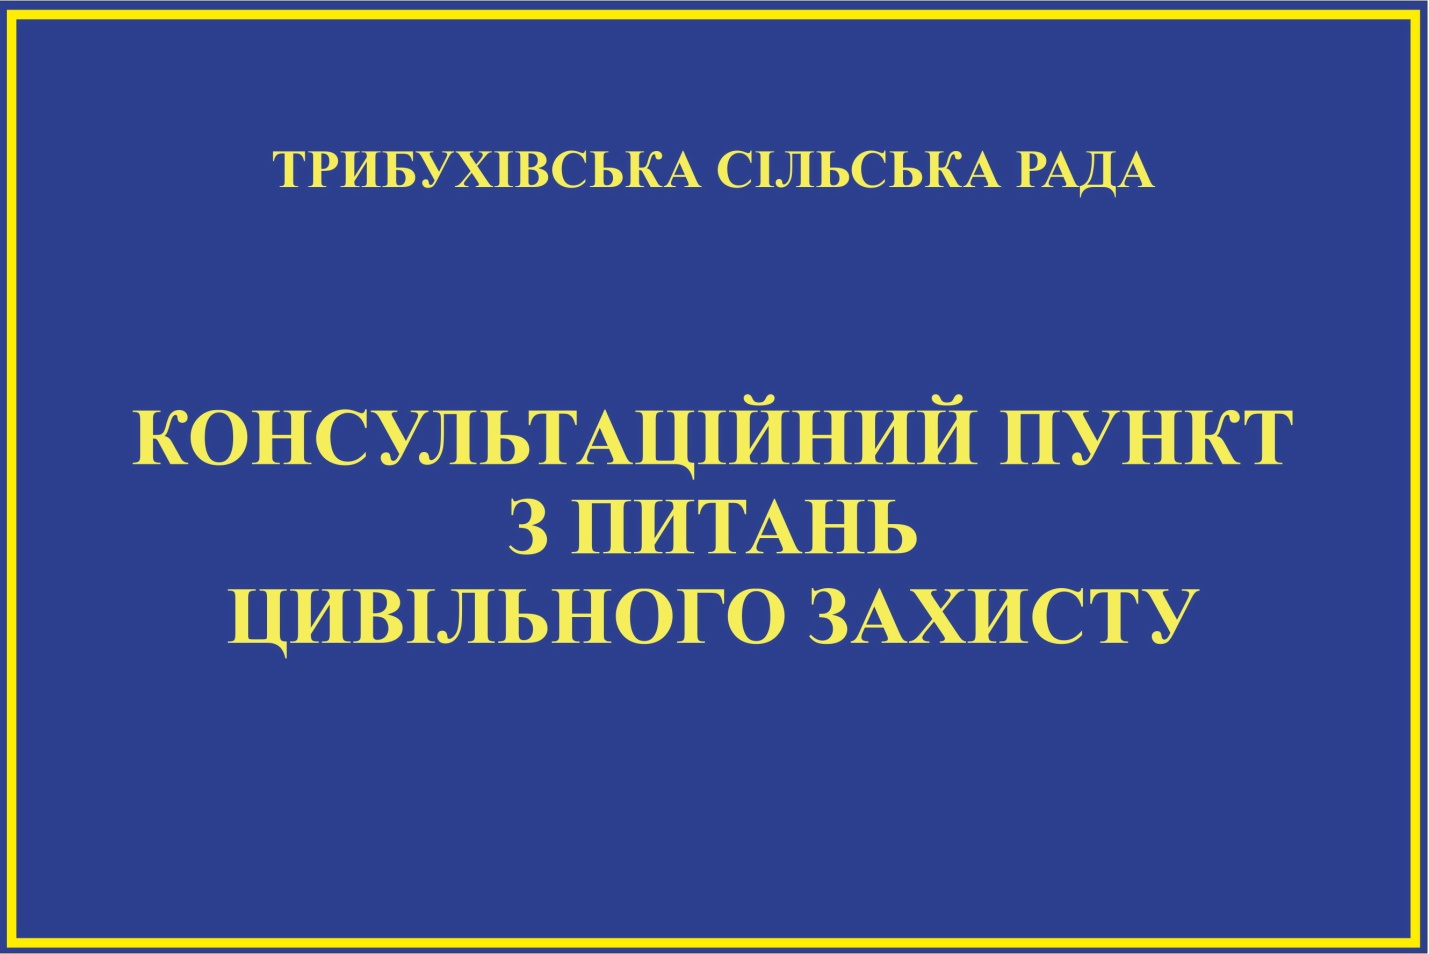 ТРИБУХІВСЬКА СІЛЬСЬКА РАДА
КОНСУЛЬТАЦІЙНИЙ ПУНКТ
З ПИТАНЬ
ЦИВІЛЬНОГО ЗАХИСТУ